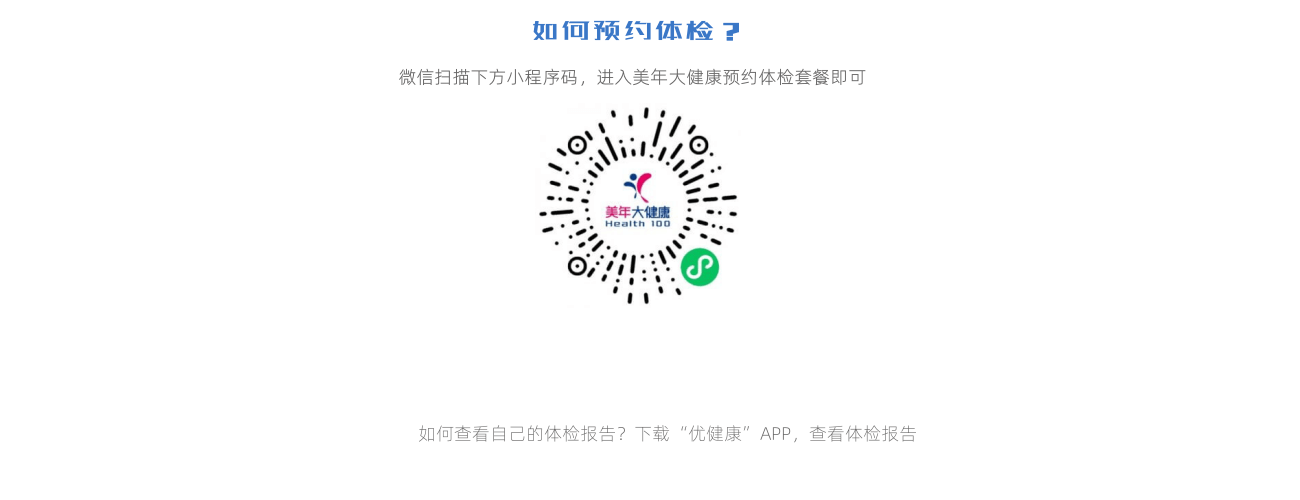 如何预约体检？
微信扫描下方小程序码，进入美年大健康预约体检套餐即可
美年大健康
Health 100
如何查看自己的体检报告？下载“优健康”APP，查看体检报告